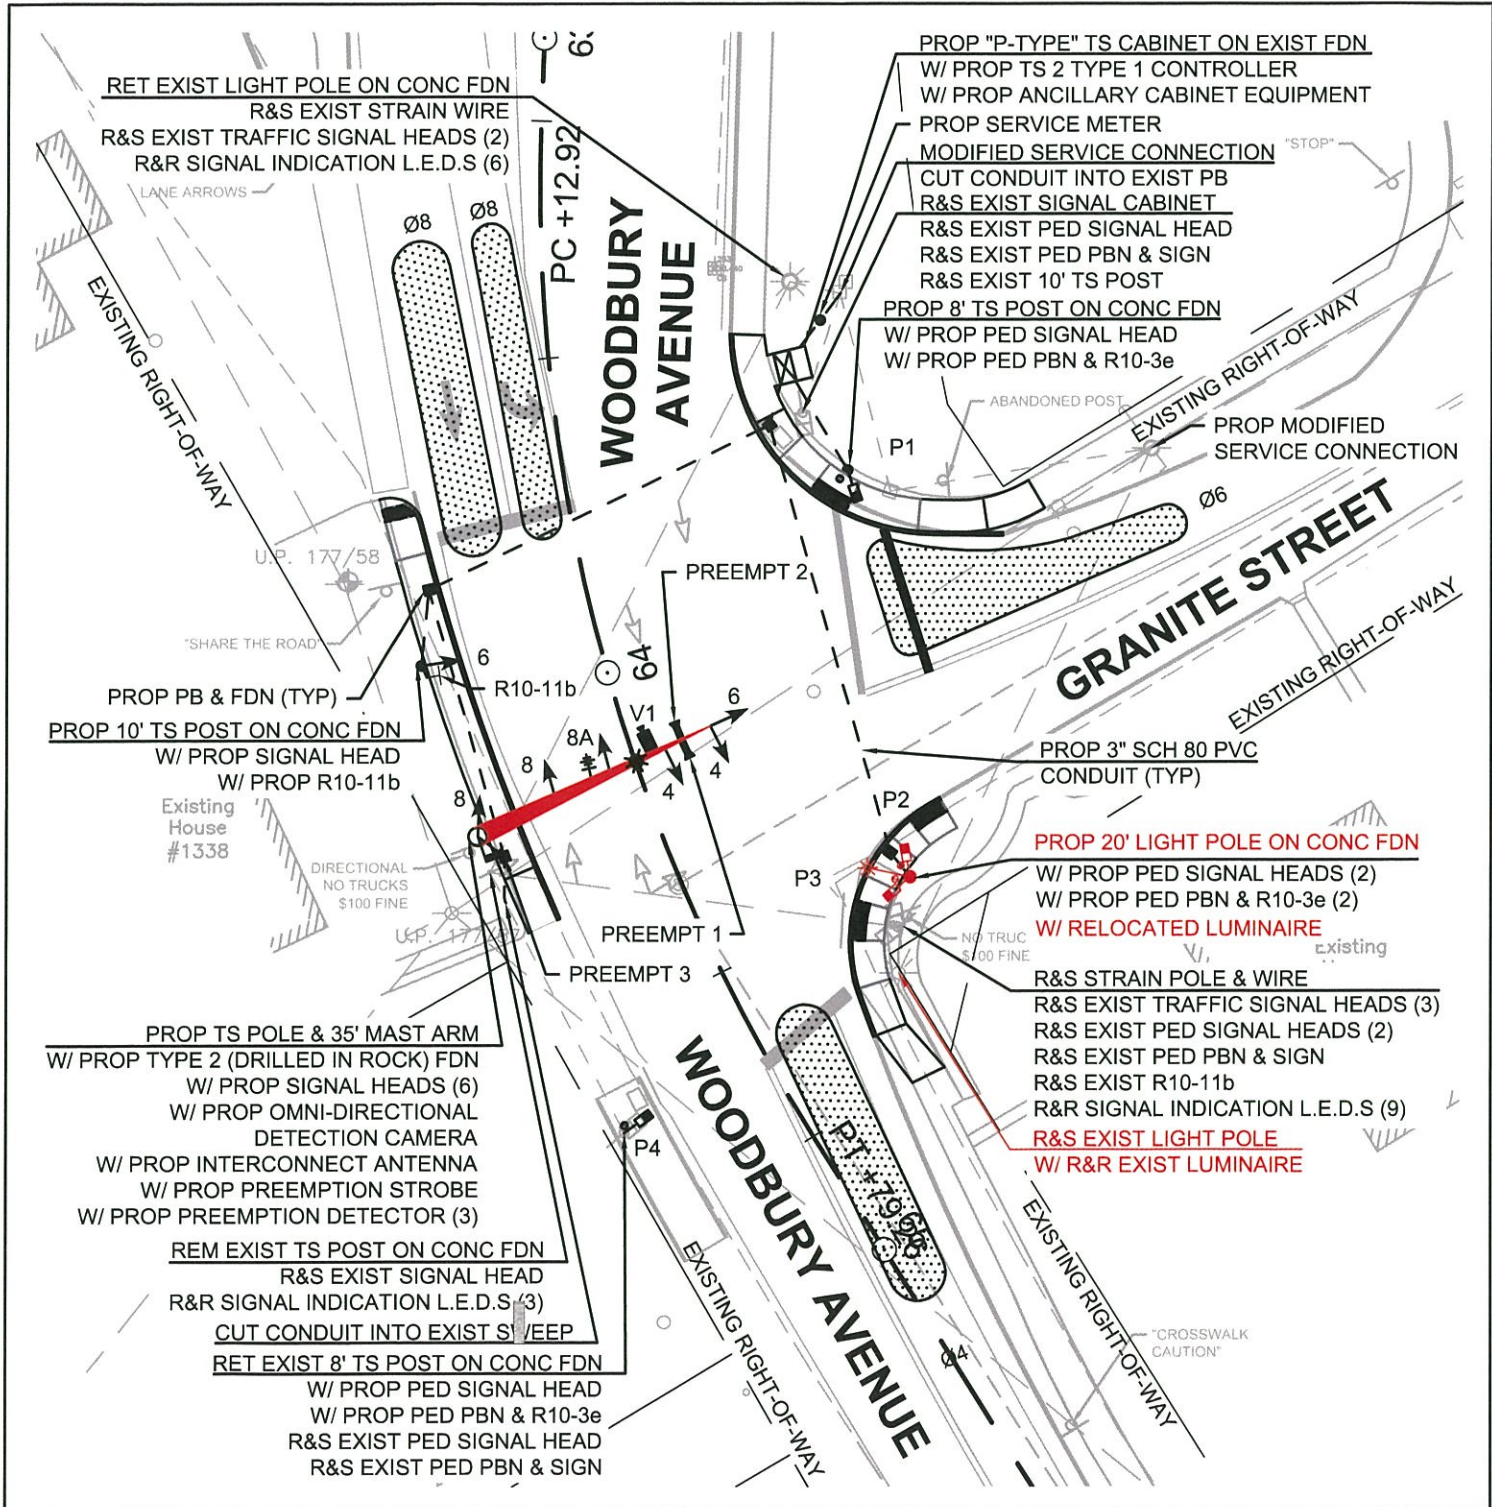 RET EXIST LIGHT POLE ON CONC FDN
R&S EXIST STRAIN WIRE
R&S EXIST TRAFFIC SIGNAL HEADS (2)
R&R SIGNAL INDICATION L.E.D.S (6)
LANE ARROWS
Ø8
Ø8
PC +12.92
WOODBURY
AVENUE
PROP "P-TYPE" TS CABINET ON EXIST FDN
W/ PROP TS 2 TYPE 1 CONTROLLER
W/ PROP ANCILLARY CABINET EQUIPMENT
PROP SERVICE METER
MODIFIED SERVICE CONNECTION
CUT CONDUIT INTO EXIST PB
R&S EXIST SIGNAL CABINET
R&S EXIST PED SIGNAL HEAD
R&S EXIST PED PBN & SIGN
R&S EXIST 10' TS POST
PROP 8' TS POST ON CONC FDN
W/ PROP PED SIGNAL HEAD
W/ PROP PED PBN & R10-3e
"STOP"
ABANDONED POST
EXISTING RIGHT-OF-WAY
PROP MODIFIED
SERVICE CONNECTION
P1
Ø6
GRANITE STREET
EXISTING RIGHT-OF-WAY
EXISTING RIGHT-OF-WAY
U.P. 177/58
"SHARE THE ROAD"
PREEMPT 2
6
R10-11b
64
PROP PB & FDN (TYP)
PROP 10' TS POST ON CONC FDN
W/ PROP SIGNAL HEAD
W/ PROP R10-11b
V1
6
8A
8
8
4
4
PROP 3" SCH 80 PVC
CONDUIT (TYP)
Existing
House
#1338
DIRECTIONAL
NO TRUCKS
$100 FINE
P2
P3
PROP 20' LIGHT POLE ON CONC FDN
W/ PROP PED SIGNAL HEADS (2)
W/ PROP PED PBN & R10-3e (2)
W/ RELOCATED LUMINAIRE
NO TRUC
$100 FINE
Existing
U.P. 177/
PREEMPT 1
PREEMPT 3
R&S STRAIN POLE & WIRE
R&S EXIST TRAFFIC SIGNAL HEADS (3)
R&S EXIST PED SIGNAL HEADS (2)
R&S EXIST PED PBN & SIGN
R&S EXIST R10-11b
R&R SIGNAL INDICATION L.E.D.S (9)
R&S EXIST LIGHT POLE
W/ R&R EXIST LUMINAIRE
PROP TS POLE & 35' MAST ARM
W/ PROP TYPE 2 (DRILLED IN ROCK) FDN
W/ PROP SIGNAL HEADS (6)
W/ PROP OMNI-DIRECTIONAL
DETECTION CAMERA
W/ PROP INTERCONNECT ANTENNA
W/ PROP PREEMPTION STROBE
W/ PROP PREEMPTION DETECTOR (3)
REM EXIST TS POST ON CONC FDN
R&S EXIST SIGNAL HEAD
R&R SIGNAL INDICATION L.E.D.S (3)
CUT CONDUIT INTO EXIST SWEEP
RET EXIST 8' TS POST ON CONC FDN
W/ PROP PED SIGNAL HEAD
W/ PROP PED PBN & R10-3e
R&S EXIST PED SIGNAL HEAD
R&S EXIST PED PBN & SIGN
P4
WOODBURY AVENUE
Ø4
EXISTING RIGHT-OF-WAY
EXISTING RIGHT-OF-WAY
"CROSSWALK
CAUTION"